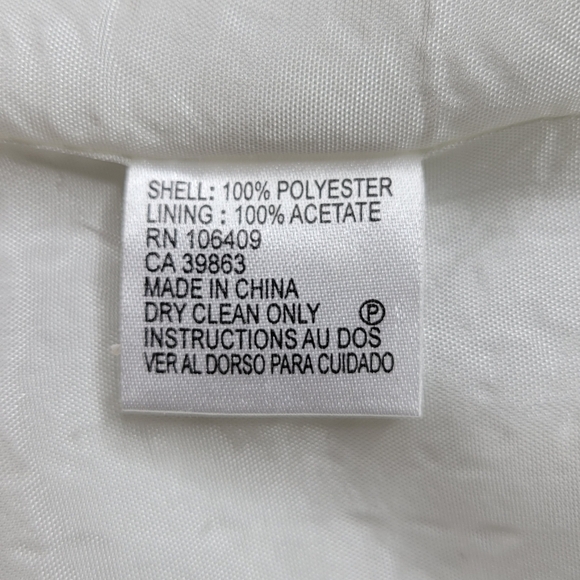 SHELL: 100% POLYESTER
LINING : 100% ACETATE
RN 106409
CA 39863
MADE IN CHINA
DRY CLEAN ONLY Ⓟ
INSTRUCTIONS AU DOS
VER AL DORSO PARA CUIDADO